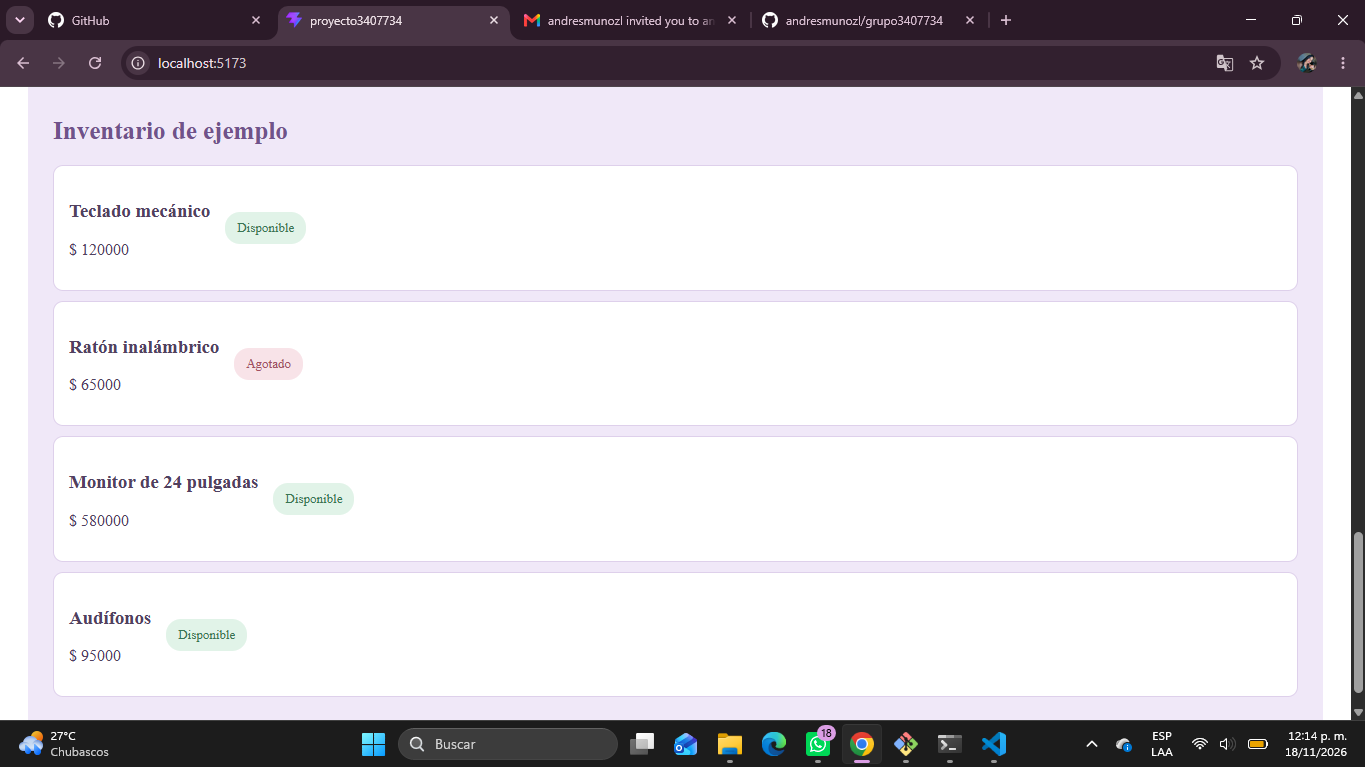 GitHub
proyecto3407734
andresmunozl invited you to an
andresmunozl/grupo3407734
localhost:5173
Inventario de ejemplo
Teclado mecánico
Disponible
$ 120000
Ratón inalámbrico
Agotado
$ 65000
Monitor de 24 pulgadas
Disponible
$ 580000
Audífonos
Disponible
$ 95000
27°C
Chubascos
Buscar
18
ESP
LAA
12:14 p. m.
18/11/2026